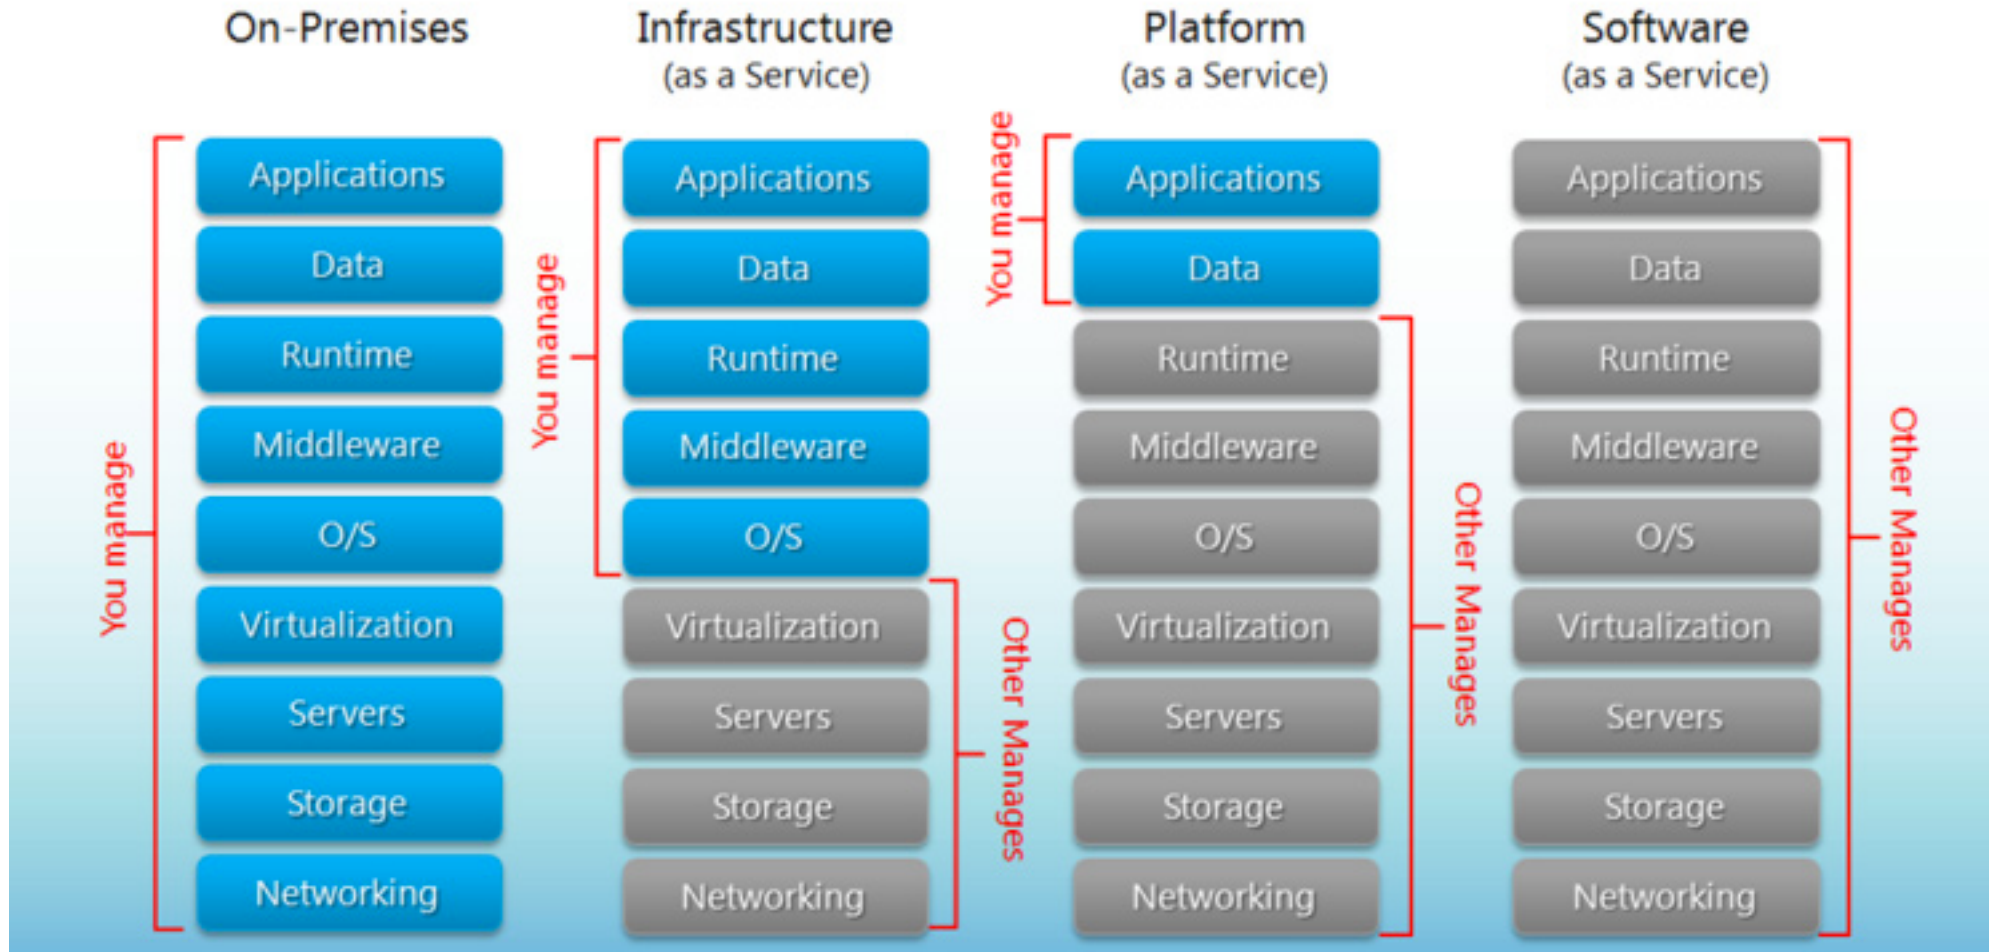 On-Premises
You manage
Applications
Data
Runtime
Middleware
O/S
Virtualization
Servers
Storage
Networking
Infrastructure
(as a Service)
You manage
Applications
Data
Runtime
Middleware
O/S
Virtualization
Servers
Storage
Networking
Other Manages
Platform
(as a Service)
You manage
Applications
Data
Runtime
Middleware
O/S
Virtualization
Servers
Storage
Networking
Other Manages
Software
(as a Service)
Applications
Data
Runtime
Middleware
O/S
Virtualization
Servers
Storage
Networking
Other Manages